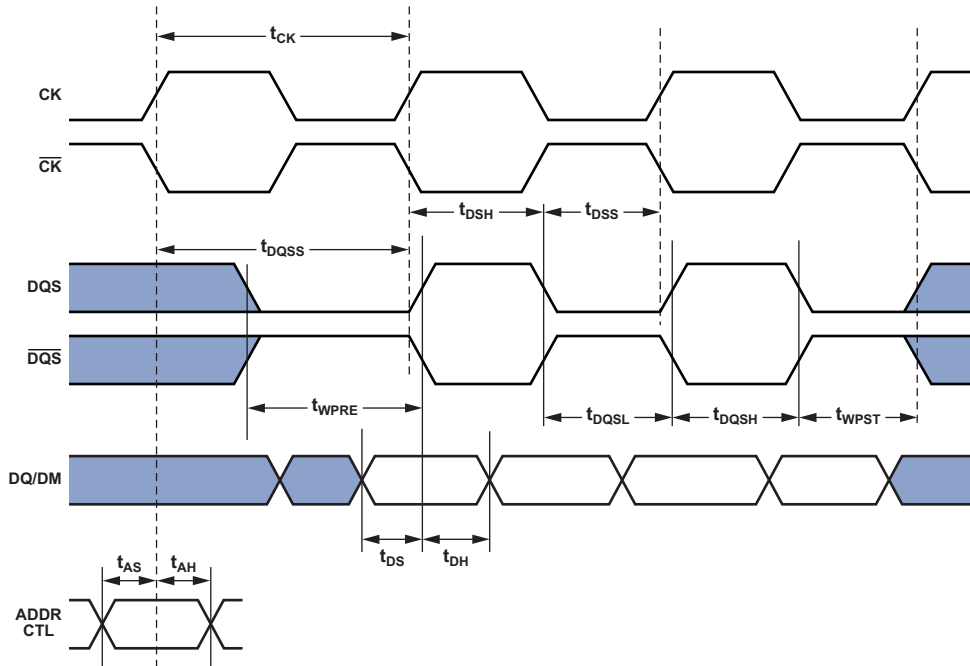 tCK
CK
CK
tDSH
tDSS
tDQSS
DQS
DQS
tWPRE
tDQSL
tDQSH
tWPST
DQ/DM
tDS
tDH
tAS
tAH
ADDR
CTL